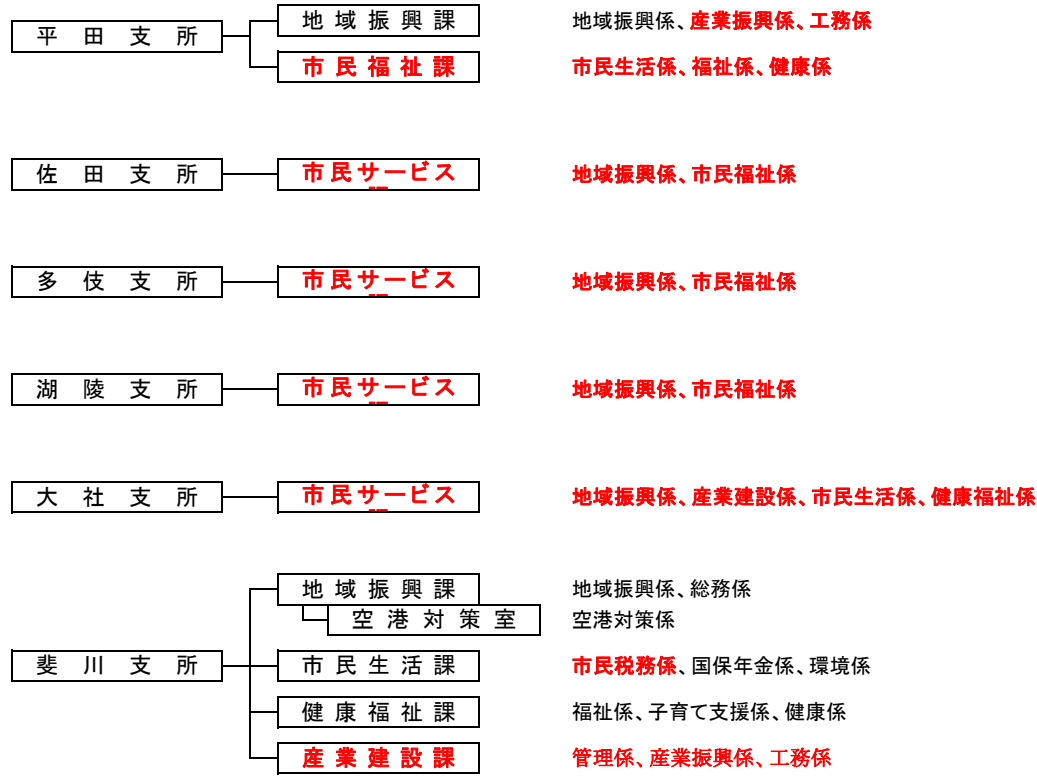 平田支所
地域振興課
地域振興係、産業振興係、工務係
市民福祉課
市民生活係、福祉係、健康係
佐田支所
市民サービス
地域振興係、市民福祉係
多伎支所
市民サービス
地域振興係、市民福祉係
湖陵支所
市民サービス
地域振興係、市民福祉係
大社支所
市民サービス
地域振興係、産業建設係、市民生活係、健康福祉係
地域振興課
地域振興係、総務係
空港対策室
空港対策係
斐川支所
市民生活課
市民税務係、国保年金係、環境係
健康福祉課
福祉係、子育て支援係、健康係
産業建設課
管理係、産業振興係、工務係